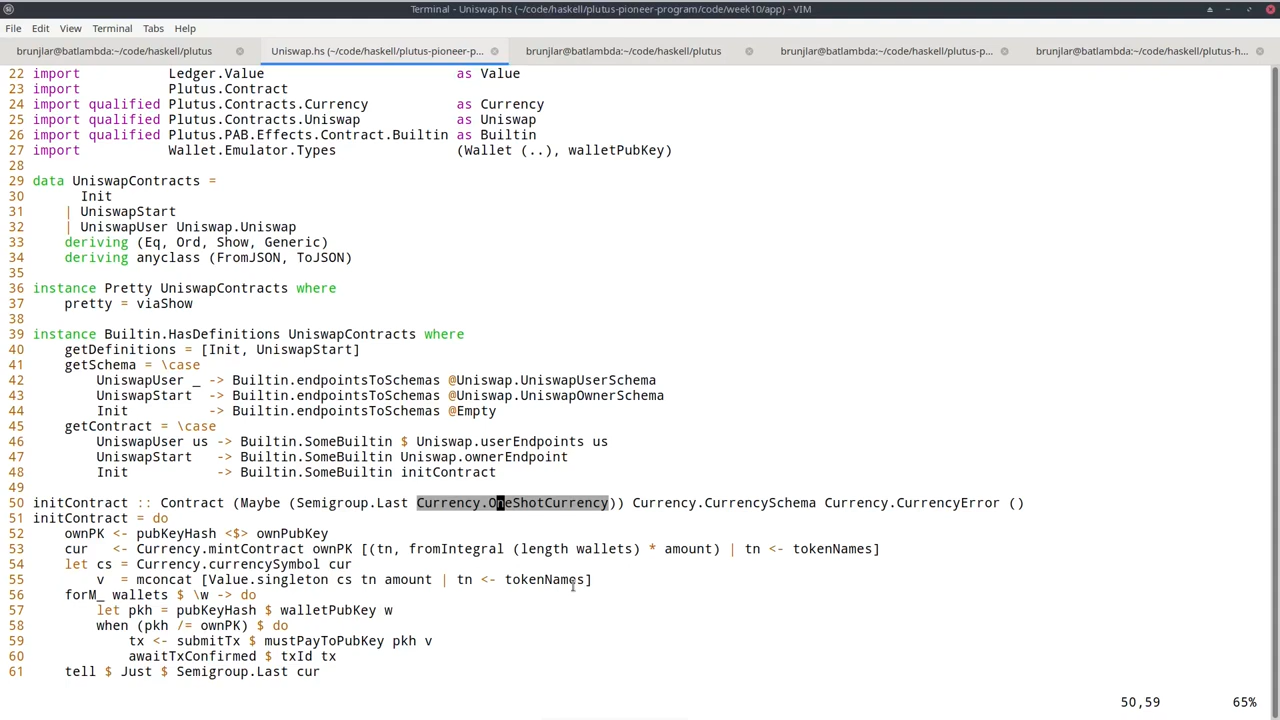 Terminal - Uniswap.hs (~/code/haskell/plutus-pioneer-program/code/week10/app) - VIM
File Edit View Terminal Tabs Help
brunjlar@batlambda:~/code/haskell/plutus Uniswap.hs (~/code/haskell/plutus-pioneer-p... brunjlar@batlambda:~/code/haskell/plutus brunjlar@batlambda:~/code/haskell/plutus-p... brunjlar@batlambda:~/code/haskell/plutus-h...
22 import           Ledger.Value                        as Value
23 import           Plutus.Contract
24 import qualified Plutus.Contracts.Currency           as Currency
25 import qualified Plutus.Contracts.Uniswap            as Uniswap
26 import qualified Plutus.PAB.Effects.Contract.Builtin as Builtin
27 import           Wallet.Emulator.Types               (Wallet (..), walletPubKey)
28
29 data UniswapContracts =
30       Init
31     | UniswapStart
32     | UniswapUser Uniswap.Uniswap
33     deriving (Eq, Ord, Show, Generic)
34     deriving anyclass (FromJSON, ToJSON)
35
36 instance Pretty UniswapContracts where
37     pretty = viaShow
38
39 instance Builtin.HasDefinitions UniswapContracts where
40     getDefinitions = [Init, UniswapStart]
41     getSchema = \case
42         UniswapUser _ -> Builtin.endpointsToSchemas @Uniswap.UniswapUserSchema
43         UniswapStart  -> Builtin.endpointsToSchemas @Uniswap.UniswapOwnerSchema
44         Init          -> Builtin.endpointsToSchemas @Empty
45     getContract = \case
46         UniswapUser us -> Builtin.SomeBuiltin $ Uniswap.userEndpoints us
47         UniswapStart   -> Builtin.SomeBuiltin Uniswap.ownerEndpoint
48         Init           -> Builtin.SomeBuiltin initContract
49
50 initContract :: Contract (Maybe (Semigroup.Last Currency.OneShotCurrency)) Currency.CurrencySchema Currency.CurrencyError ()
51 initContract = do
52     ownPK <- pubKeyHash <$> ownPubKey
53     cur   <- Currency.mintContract ownPK [(tn, fromIntegral (length wallets) * amount) | tn <- tokenNames]
54     let cs = Currency.currencySymbol cur
55         v  = mconcat [Value.singleton cs tn amount | tn <- tokenNames]
56     forM_ wallets $ \w -> do
57         let pkh = pubKeyHash $ walletPubKey w
58         when (pkh /= ownPK) $ do
59             tx <- submitTx $ mustPayToPubKey pkh v
60             awaitTxConfirmed $ txId tx
61     tell $ Just $ Semigroup.Last cur
50,59 65%